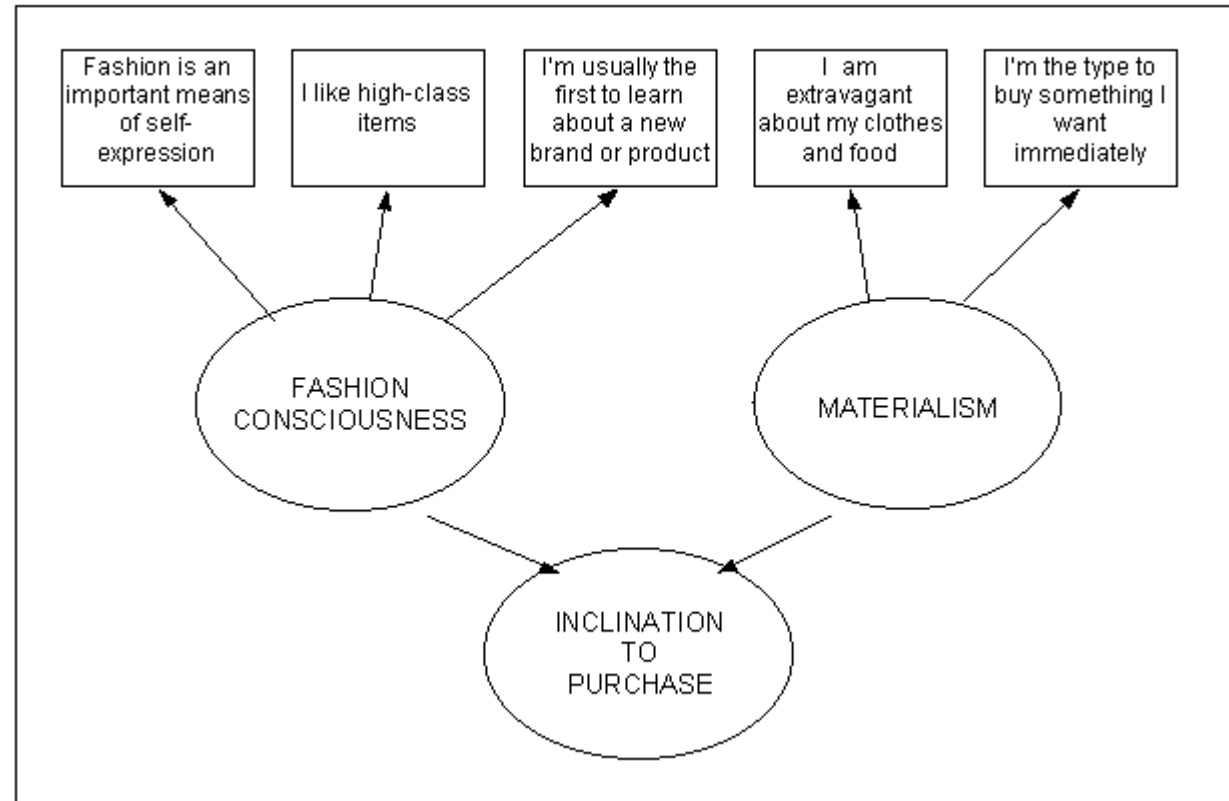 Fashion is an
important means
of self-
expression
I like high-class
items
I'm usually the
first to learn
about a new
brand or product
I am
extravagant
about my clothes
and food
I'm the type to
buy something I
want
immediately
FASHION
CONSCIOUSNESS
MATERIALISM
INCLINATION
TO
PURCHASE